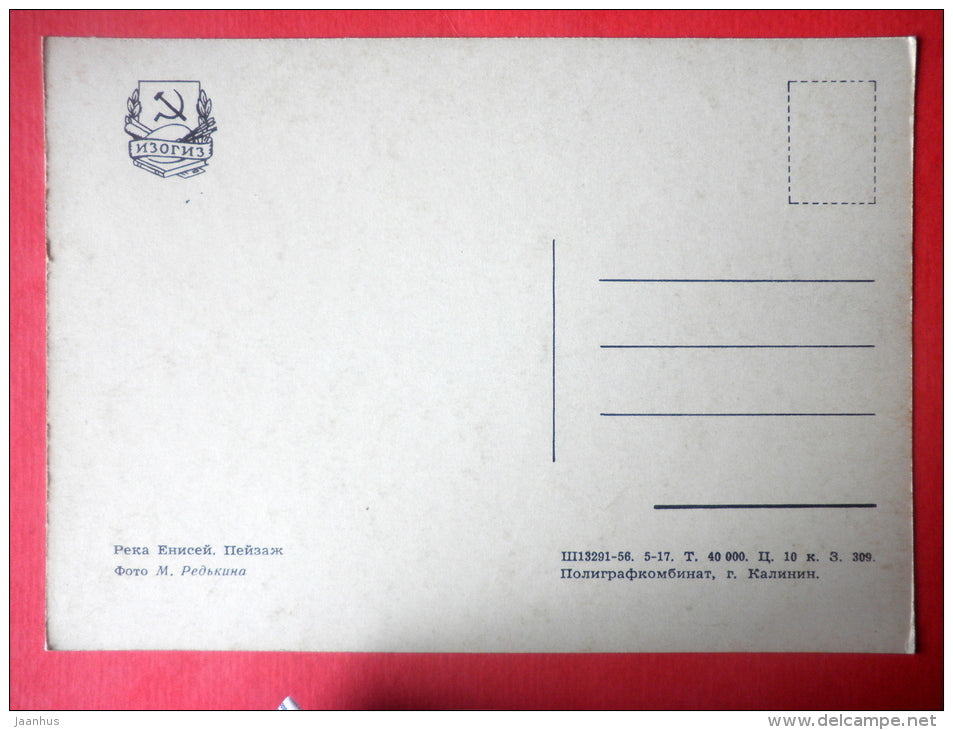 ИЗОГИЗ
Река Енисей. Пейзаж
Фото М. Редькина
Ш13291-56. 5-17. Т. 40 000. Ц. 10 к. З. 309.
Полиграфкомбинат, г. Калинин.
jaanhus
www.delcampe.net